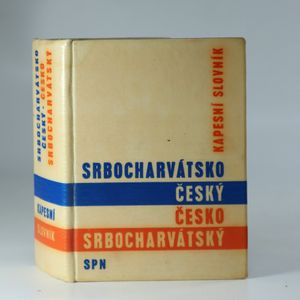 SRBOCHARVÁTSKO
ČESKÝ - ČESKO
SRBOCHARVÁTSKÝ
KAPESNÍ
SLOVNÍK
KAPESNÍ SLOVNÍK
SRBOCHARVÁTSKO
ČESKÝ
ČESKO
SRBOCHARVÁTSKÝ
SPN